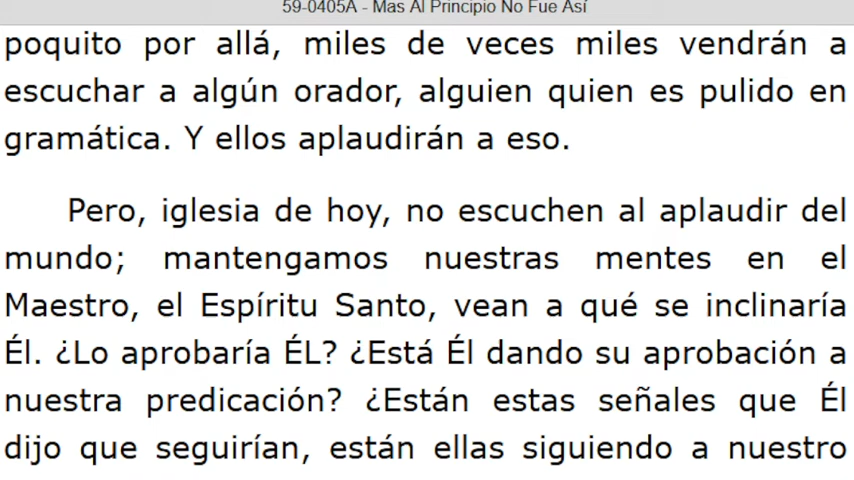 59-0405A - Mas Al Principio No Fue Así
poquito por allá, miles de veces miles vendrán a
escuchar a algún orador, alguien quien es pulido en
gramática. Y ellos aplaudirán a eso.
Pero, iglesia de hoy, no escuchen al aplaudir del
mundo; mantengamos nuestras mentes en el
Maestro, el Espíritu Santo, vean a qué se inclinaría
Él. ¿Lo aprobaría ÉL? ¿Está Él dando su aprobación a
nuestra predicación? ¿Están estas señales que Él
dijo que seguirían, están ellas siguiendo a nuestro